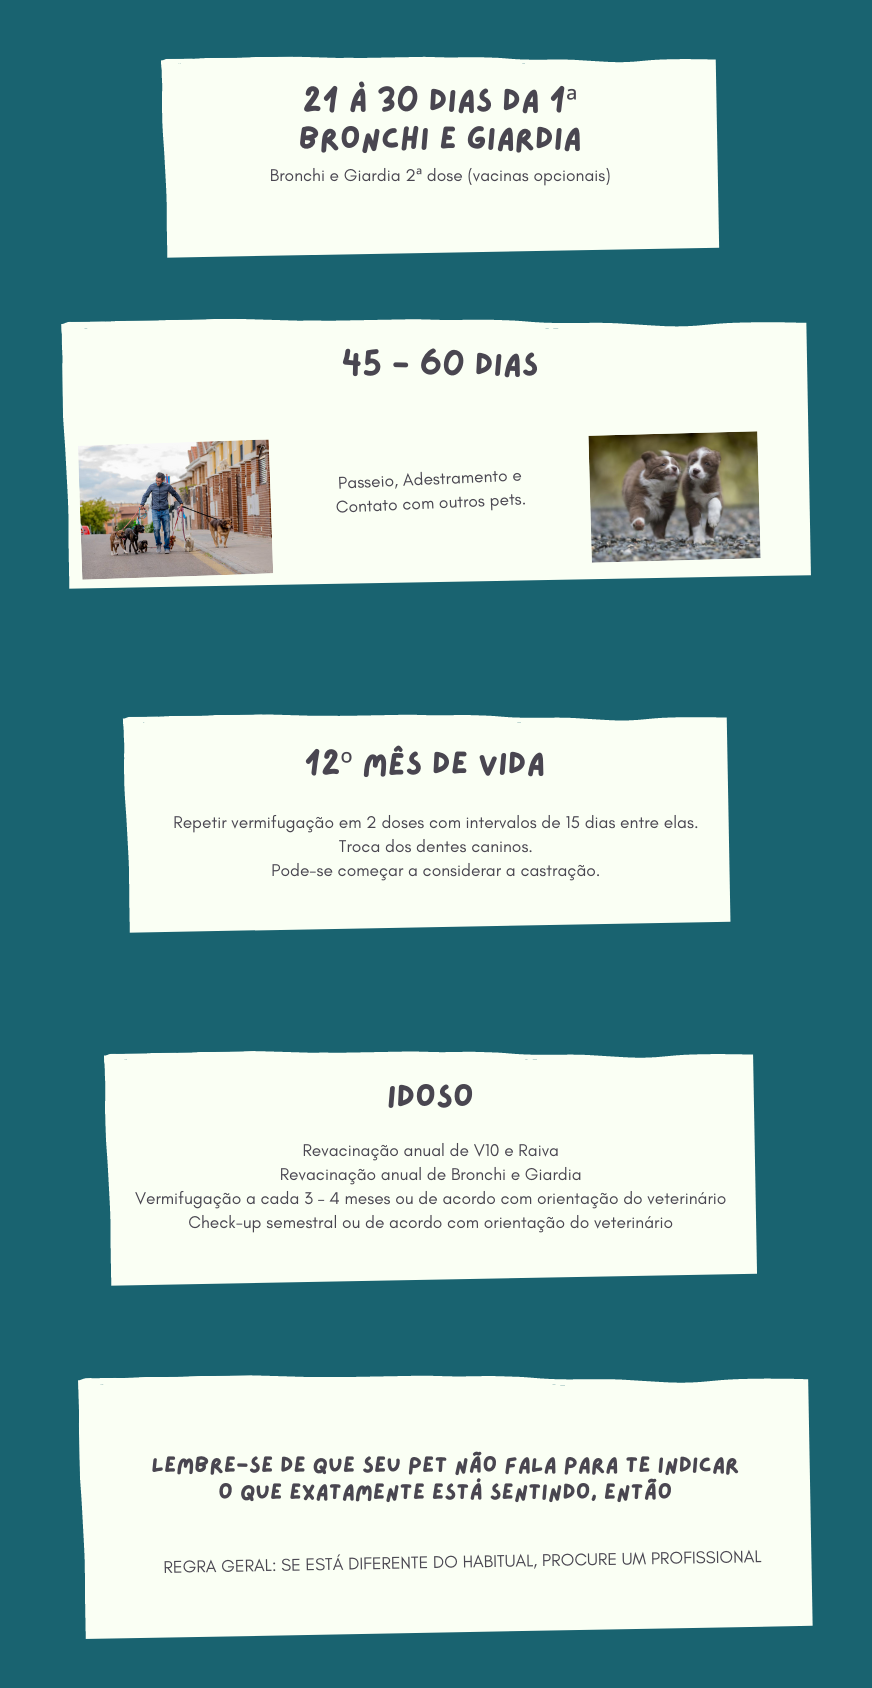 21 À 30 DIAS DA 1ª
BRONCHI E GIARDIA
Bronchi e Giardia 2ª dose (vacinas opcionais)
45 - 60 DIAS
Passeio, Adestramento e
Contato com outros pets.
12º MÊS DE VIDA
Repetir vermifugação em 2 doses com intervalos de 15 dias entre elas.
Troca dos dentes caninos.
Pode-se começar a considerar a castração.
IDOSO
Revacinação anual de V10 e Raiva
Revacinação anual de Bronchi e Giardia
Vermifugação a cada 3 - 4 meses ou de acordo com orientação do veterinário
Check-up semestral ou de acordo com orientação do veterinário
LEMBRE-SE DE QUE SEU PET NÃO FALA PARA TE INDICAR
O QUE EXATAMENTE ESTÁ SENTINDO, ENTÃO
REGRA GERAL: SE ESTÁ DIFERENTE DO HABITUAL, PROCURE UM PROFISSIONAL